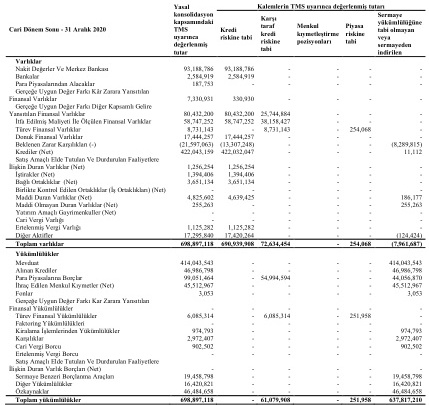 Kalemlerin TMS uyarınca değerlenmiş tutarı
Cari Dönem Sonu - 31 Aralık 2020
Yasal konsolidasyon kapsamındaki TMS uyarınca değerlenmiş tutar
Kredi riskine tabi
Karşı taraf kredi riskine tabi
Menkul kıymetleştirme pozisyonları
Piyasa riskine tabi
Sermaye yükümlülüğüne tabi olmayan veya sermayeden indirilen
Varlıklar
Nakit Değerler Ve Merkez Bankası 93,188,786 93,188,786 - - - -
Bankalar 2,584,919 2,584,919 - - - -
Para Piyasalarından Alacaklar 187,753 - - - - -
Gerçeğe Uygun Değer Farkı Kâr Zarara Yansıtılan
Finansal Varlıklar 7,330,931 330,930 - - - -
Gerçeğe Uygun Değer Farkı Diğer Kapsamlı Gelire
Yansıtılan Finansal Varlıklar 80,432,200 80,432,200 25,744,884 - - -
İtfa Edilmiş Maliyeti İle Ölçülen Finansal Varlıklar 58,747,252 58,747,252 38,158,427 - - -
Türev Finansal Varlıklar 8,731,143 - 8,731,143 - 254,068 -
Donuk Finansal Varlıklar 17,444,257 17,444,257 - - - -
Beklenen Zarar Karşılıkları (-) (21,597,063) (13,307,248) - - - (8,289,815)
Krediler (Net) 422,043,159 422,032,047 - - - 11,112
Satış Amaçlı Elde Tutulan Ve Durdurulan Faaliyetlere
İlişkin Duran Varlıklar (Net) 1,256,254 1,256,254 - - - -
İştirakler (Net) 1,394,406 1,394,406 - - - -
Bağlı Ortaklıklar (Net) 3,651,134 3,651,134 - - - -
Birlikte Kontrol Edilen Ortaklıklar (İş Ortaklıkları) (Net) - - - - - -
Maddi Duran Varlıklar (Net) 4,825,602 4,639,425 - - - 186,177
Maddi Olmayan Duran Varlıklar (Net) 255,263 - - - - 255,263
Yatırım Amaçlı Gayrimenkuller (Net) - - - - - -
Cari Vergi Varlığı - - - - - -
Ertelenmiş Vergi Varlığı 1,125,282 1,125,282 - - - -
Diğer Aktifler 17,295,840 17,420,264 - - - (124,424)
Toplam varlıklar 698,897,118 690,939,908 72,634,454 - 254,068 (7,961,687)
Yükümlülükler
Mevduat 414,043,543 - - - - 414,043,543
Alınan Krediler 46,986,798 - - - - 46,986,798
Para Piyasalarına Borçlar 99,051,464 - 54,994,594 - - 44,056,870
İhraç Edilen Menkul Kıymetler (Net) 45,512,967 - - - - 45,512,967
Fonlar 3,053 - - - - 3,053
Gerçeğe Uygun Değer Farkı Kar Zarara Yansıtılan
Finansal Yükümlülükler - - - - - -
Türev Finansal Yükümlülükler 6,085,314 - 6,085,314 - 251,958 -
Faktoring Yükümlülükleri - - - - - -
Kiralama İşlemlerinden Yükümlülükler 974,793 - - - - 974,793
Karşılıklar 2,972,407 - - - - 2,972,407
Cari Vergi Borcu 902,502 - - - - 902,502
Ertelenmiş Vergi Borcu - - - - - -
Satış Amaçlı Elde Tutulan Ve Durdurulan Faaliyetlere
İlişkin Duran Varlık Borçları (Net) - - - - - -
Sermaye Benzeri Borçlanma Araçları 19,458,798 - - - - 19,458,798
Diğer Yükümlülükler 16,420,821 - - - - 16,420,821
Özkaynaklar 46,484,658 - - - - 46,484,658
Toplam yükümlülükler 698,897,118 - 61,079,908 - 251,958 637,817,210